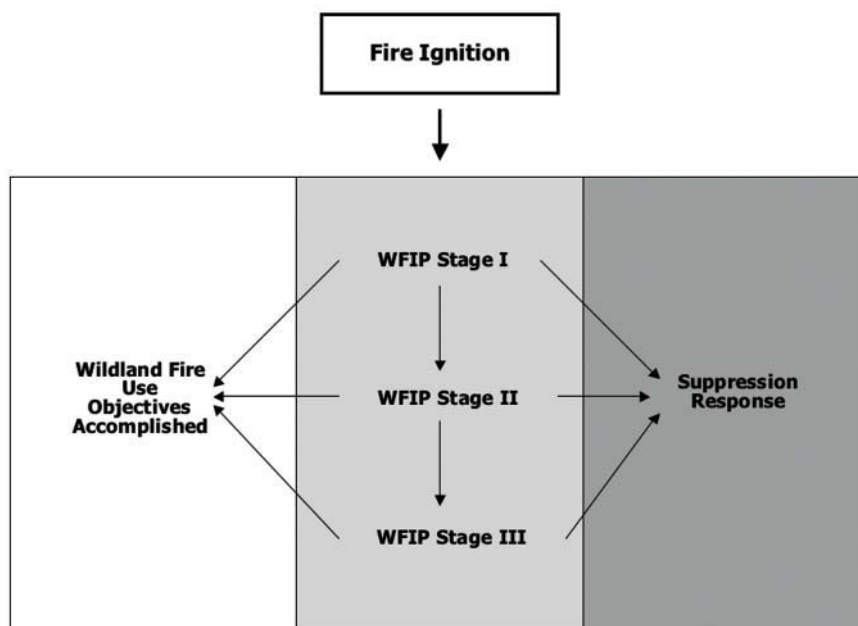 Fire Ignition
WFIP Stage I
Wildland Fire
Use
Objectives
Accomplished
WFIP Stage II
Suppression
Response
WFIP Stage III